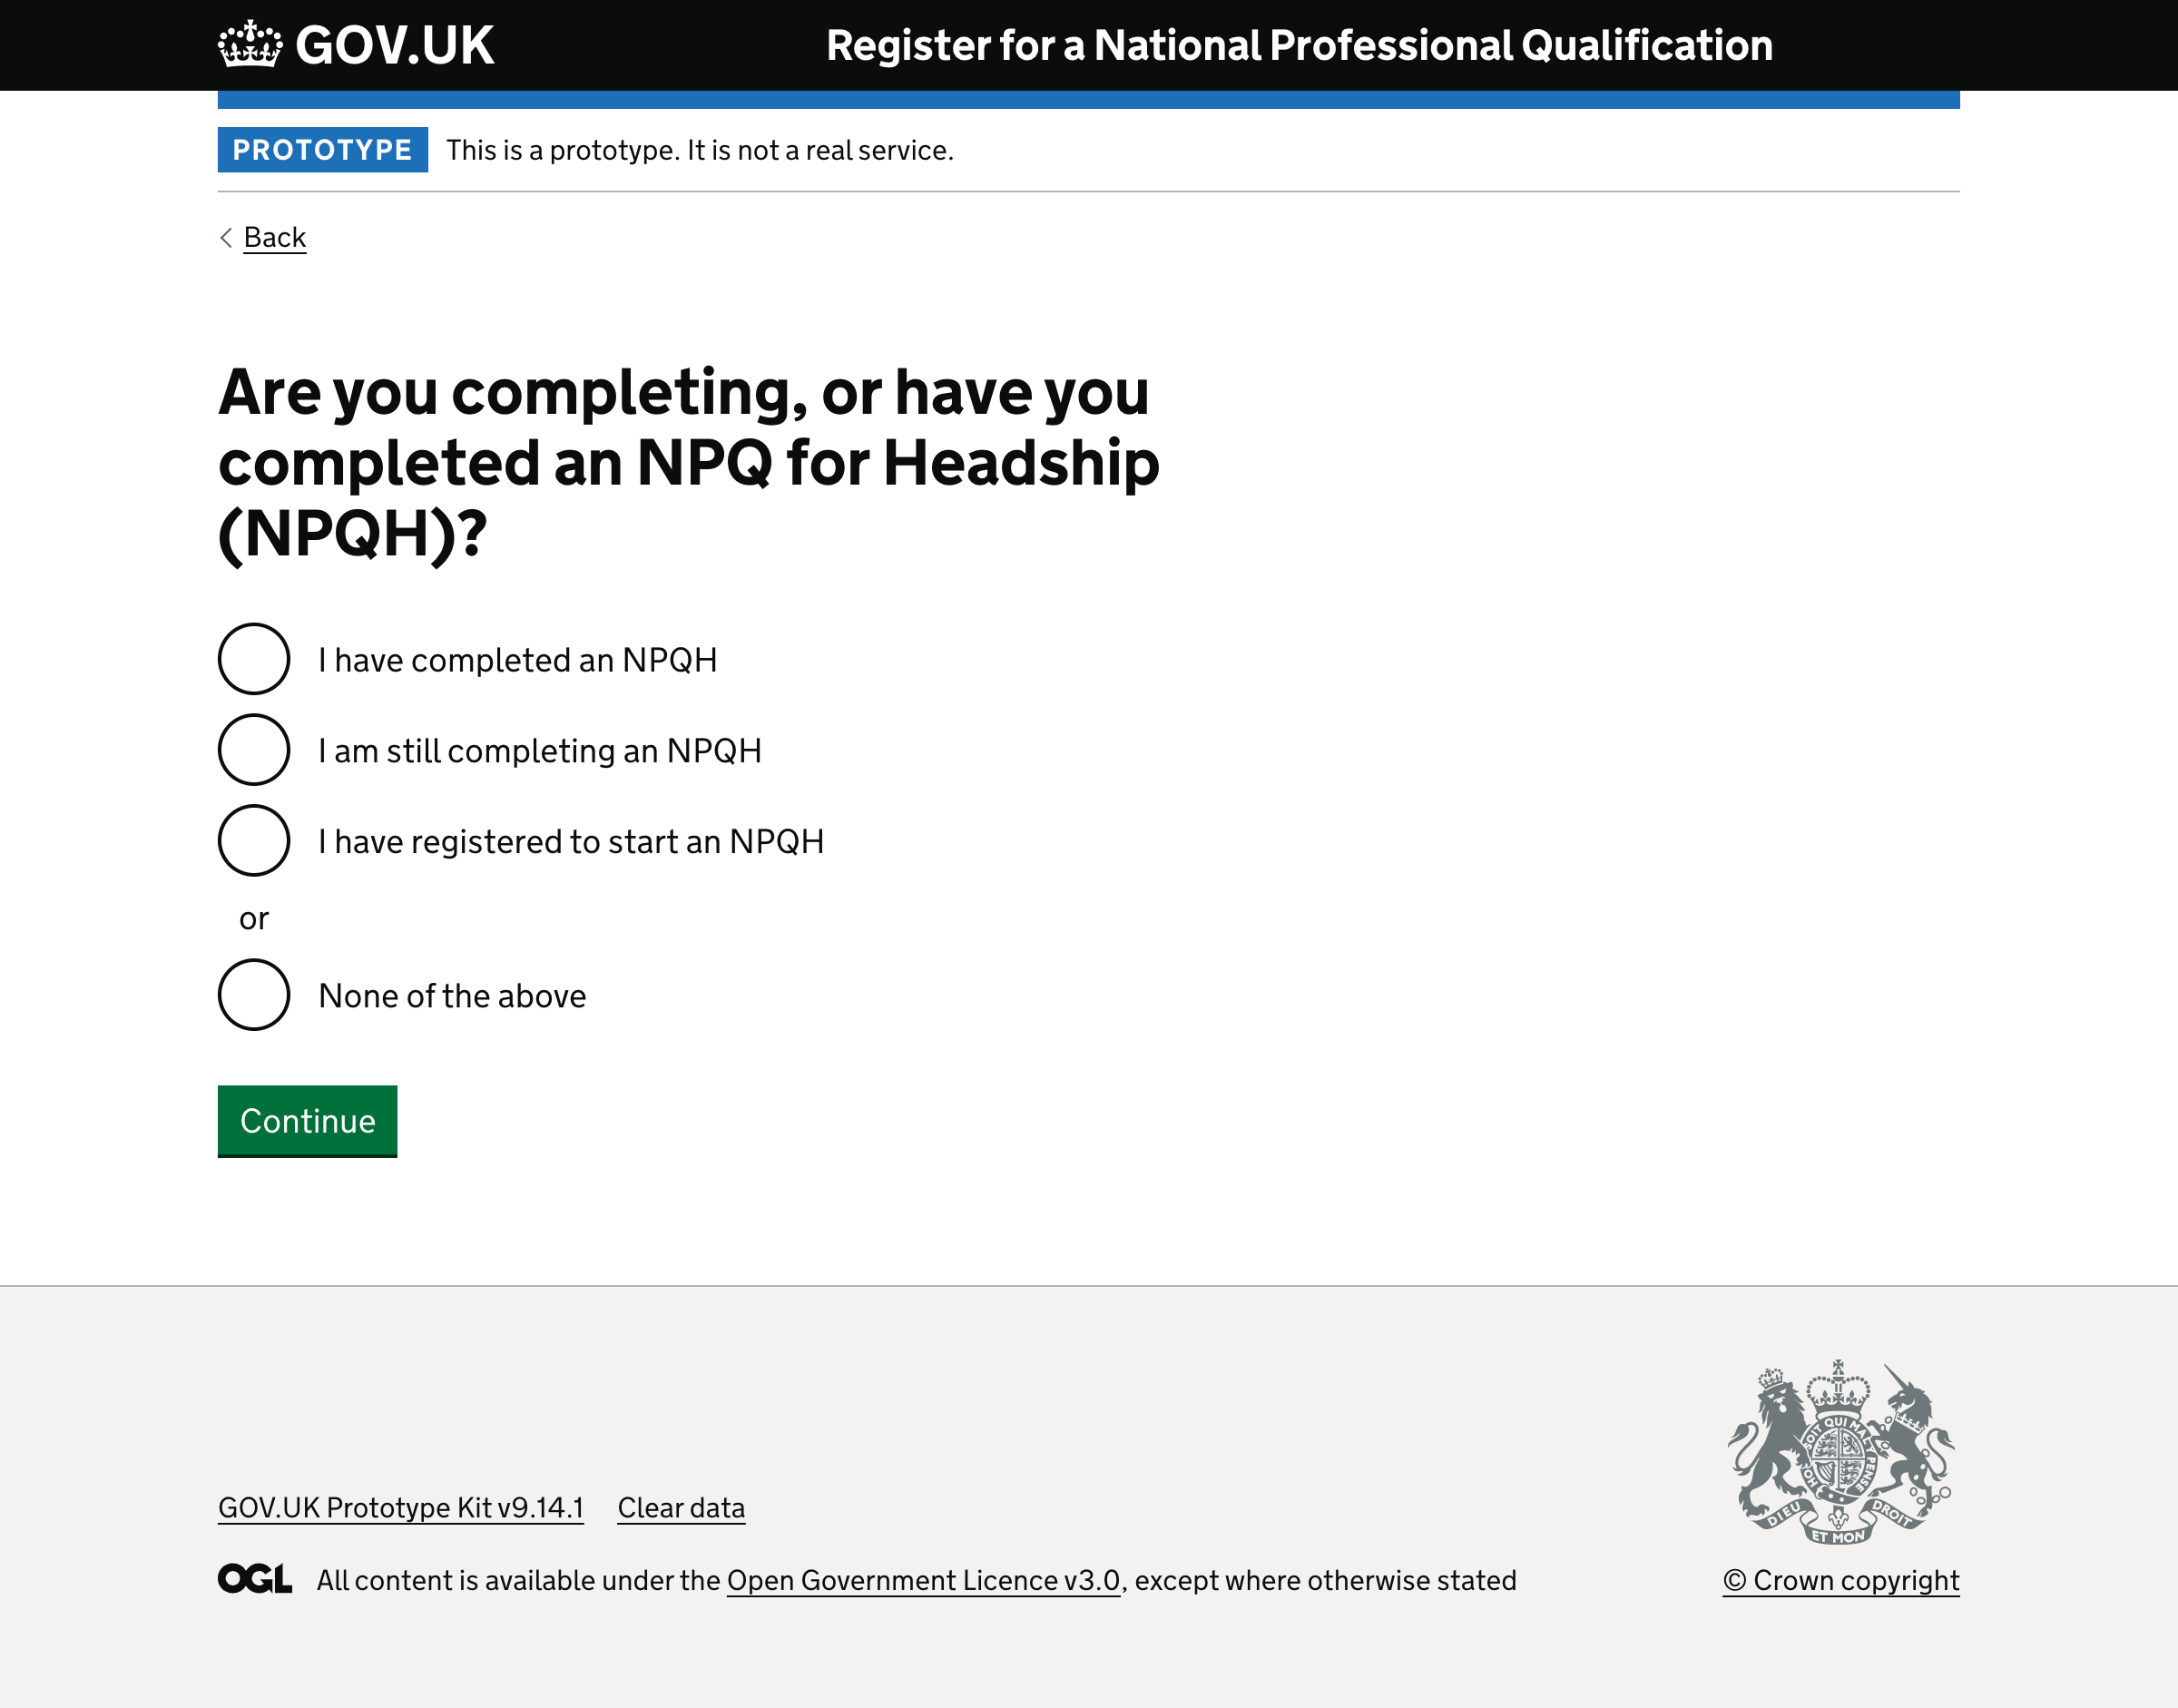 GOV.UK
Register for a National Professional Qualification
PROTOTYPE
This is a prototype. It is not a real service.
Back
Are you completing, or have you
completed an NPQ for Headship
(NPQH)?
I have completed an NPQH
I am still completing an NPQH
I have registered to start an NPQH
or
None of the above
Continue
GOV.UK Prototype Kit v9.14.1
Clear data
OGL
All content is available under the Open Government Licence v3.0, except where otherwise stated
SOIT QUI MAL
PENSE
HON
DIEU
ET MON
DROIT
© Crown copyright